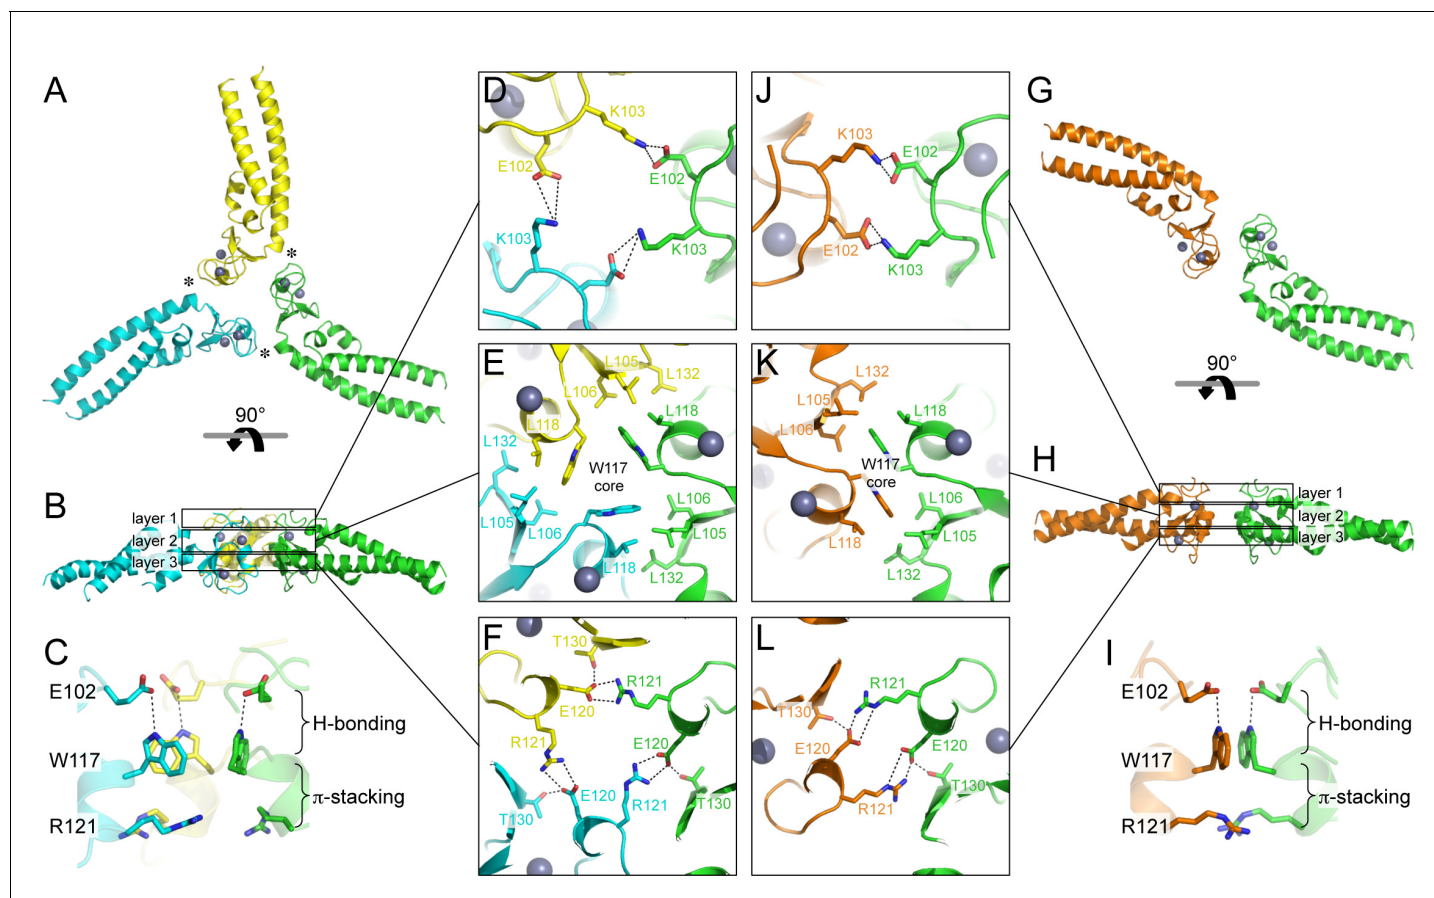 A
*
*
*
90°
B
layer 1
layer 2
layer 3
C
E102
H-bonding
W117
π-stacking
R121
D
K103
E102
E102
K103
K103
E
L105
L132
L106
L118
L118
L132
W117
core
L106
L105
L106
L105
L118
L132
F
T130
R121
E120
R121
E120
E120
R121
T130
T130
J
K103
E102
E102
K103
K
L132
L105
L118
L106
W117
core
L106
L105
L118
L132
L
R121
T130
E120
E120
R121
T130
G
90°
H
layer 1
layer 2
layer 3
I
E102
H-bonding
W117
π-stacking
R121